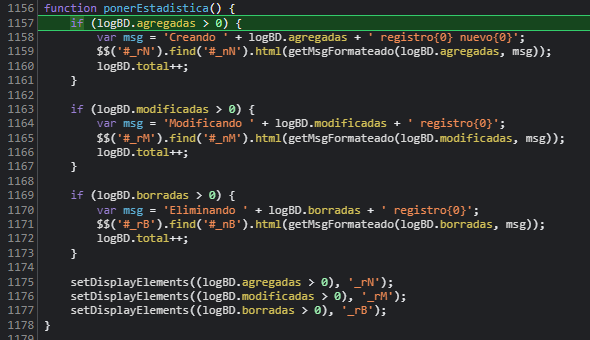 1156 function ponerEstadistica() {
1157     if (logBD.agregadas > 0) {
1158         var msg = 'Creando ' + logBD.agregadas + ' registro{0} nuevo{0}';
1159         $$('#_rN').find('#_nN').html(getMsgFormateado(logBD.agregadas, msg));
1160         logBD.total++;
1161     }
1162
1163     if (logBD.modificadas > 0) {
1164         var msg = 'Modificando ' + logBD.modificadas + ' registro{0}';
1165         $$('#_rM').find('#_nM').html(getMsgFormateado(logBD.modificadas, msg));
1166         logBD.total++;
1167     }
1168
1169     if (logBD.borradas > 0) {
1170         var msg = 'Eliminando ' + logBD.borradas + ' registro{0}';
1171         $$('#_rB').find('#_nB').html(getMsgFormateado(logBD.borradas, msg));
1172         logBD.total++;
1173     }
1174
1175     setDisplayElements((logBD.agregadas > 0), '_rN');
1176     setDisplayElements((logBD.modificadas > 0), '_rM');
1177     setDisplayElements((logBD.borradas > 0), '_rB');
1178 }
1179